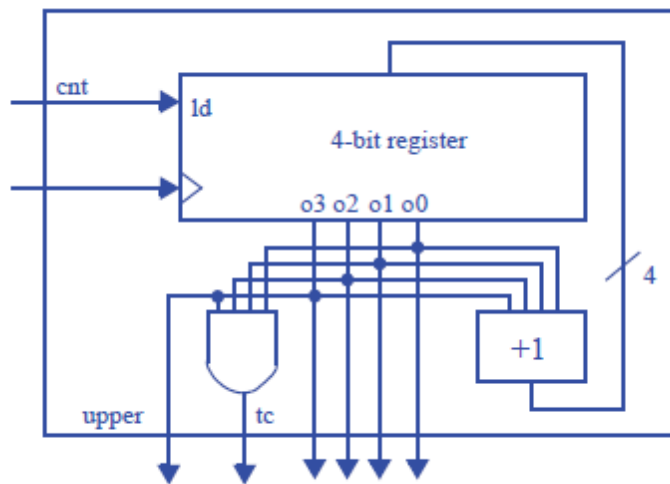 cnt
ld
4-bit register
o3 o2 o1 o0
4
+1
upper
tc